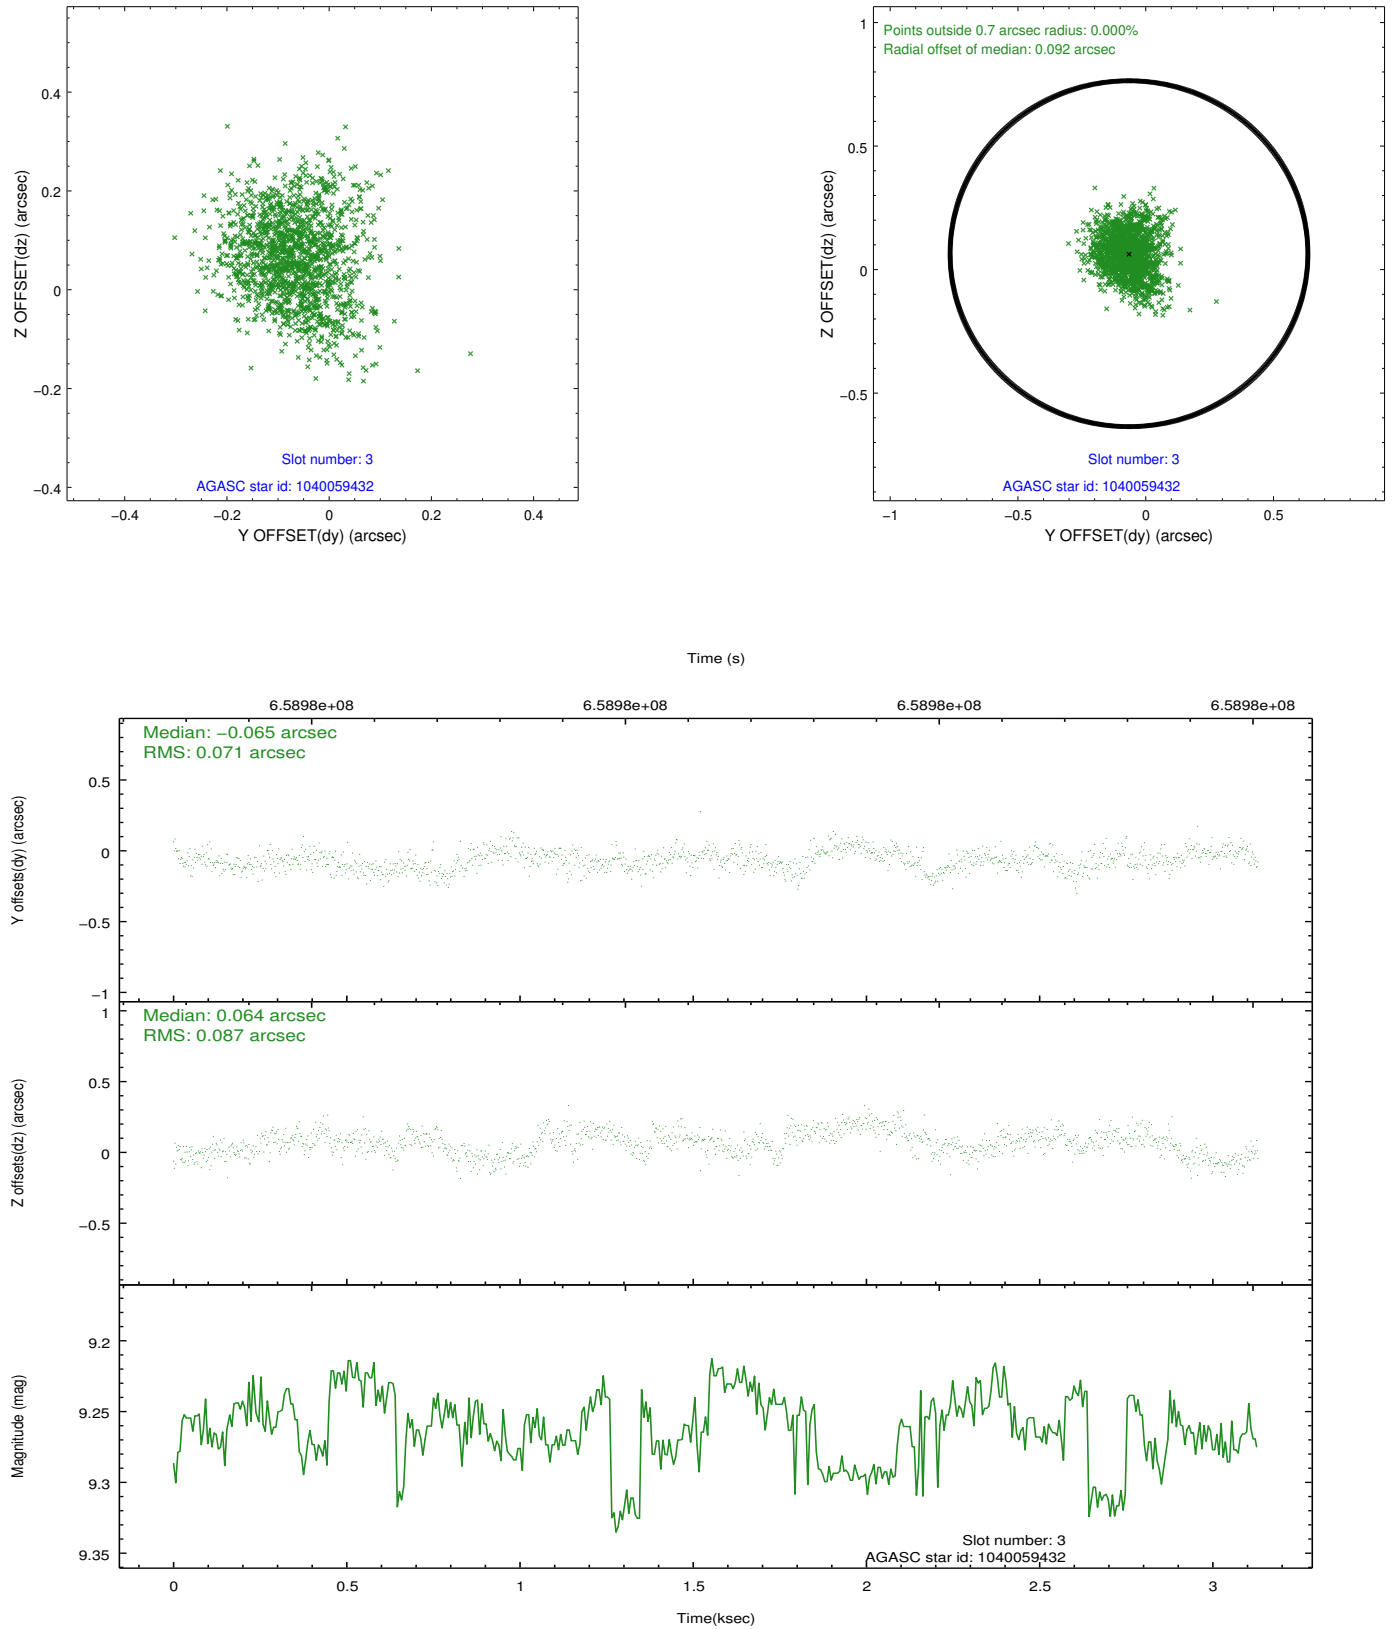 0.4
0.2
0
−0.2
−0.4
Z OFFSET(dz) (arcsec)
Slot number: 3
AGASC star id: 1040059432
−0.4 −0.2 0 0.2 0.4
Y OFFSET(dy) (arcsec)
Points outside 0.7 arcsec radius: 0.000%
Radial offset of median: 0.092 arcsec
1
0.5
0
−0.5
Z OFFSET(dz) (arcsec)
Slot number: 3
AGASC star id: 1040059432
−1 −0.5 0 0.5
Y OFFSET(dy) (arcsec)
Time (s)
6.5898e+08 6.5898e+08 6.5898e+08 6.5898e+08
Median: −0.065 arcsec
RMS: 0.071 arcsec
0.5
0
−0.5
−1
Y offsets(dy) (arcsec)
Median: 0.064 arcsec
RMS: 0.087 arcsec
1
0.5
0
−0.5
Z offsets(dz) (arcsec)
9.2
9.25
9.3
9.35
Magnitude (mag)
Slot number: 3
AGASC star id: 1040059432
0 0.5 1 1.5 2 2.5 3
Time(ksec)